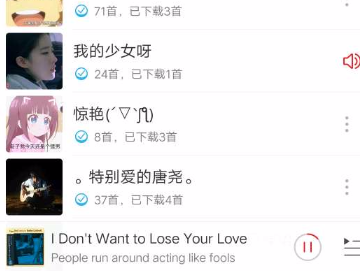 71首，已下载3首
我的少女呀
24首，已下载1首
惊艳(´▽`ʃƪ)
8首，已下载3首
。特别爱的唐尧。
37首，已下载4首
I Don't Want to Lose Your Love
People run around acting like fools